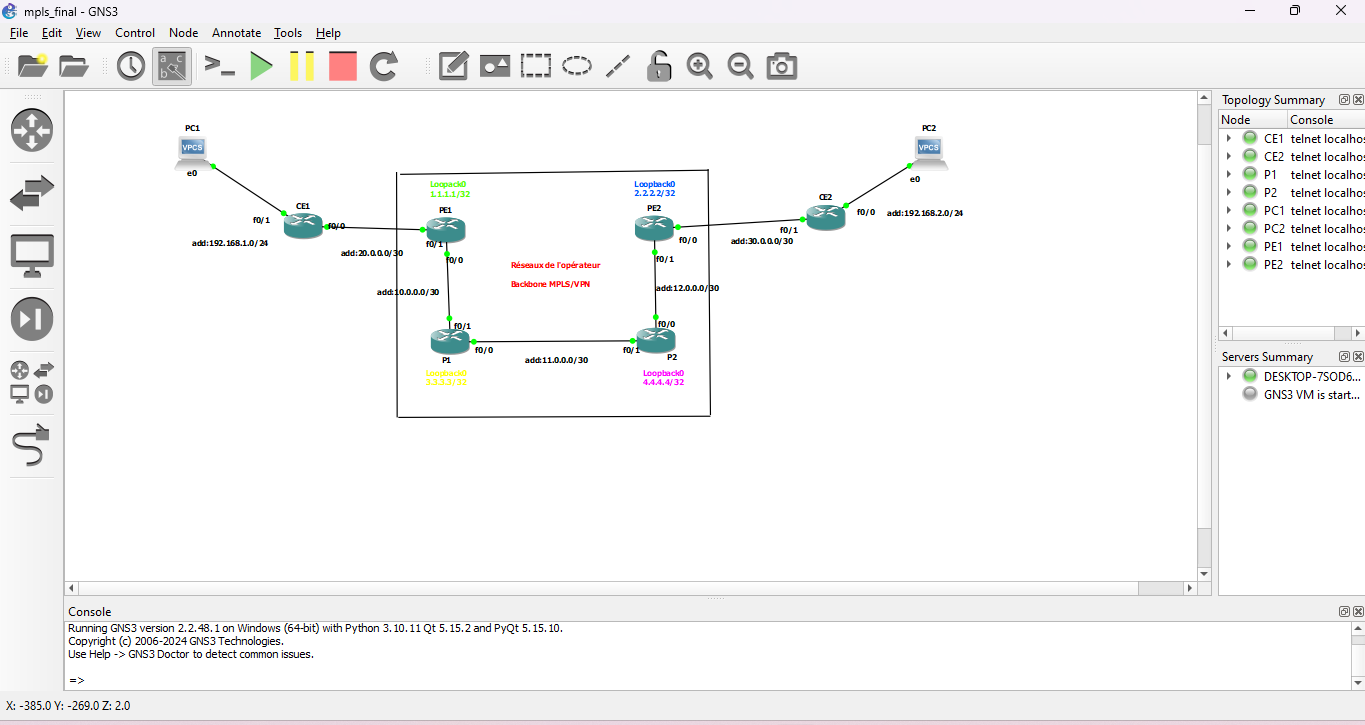 mpls_final - GNS3
File Edit View Control Node Annotate Tools Help
Topology Summary
Node Console
CE1 telnet localhos
CE2 telnet localhos
P1 telnet localhos
P2 telnet localhos
PC1 telnet localhos
PC2 telnet localhos
PE1 telnet localhos
PE2 telnet localhos
Servers Summary
DESKTOP-7SOD6...
GNS3 VM is start...
PC1
VPCS
e0
f0/1
CE1
f0/0
add:192.168.1.0/24
add:20.0.0.0/30
Loopack0
1.1.1.1/32
PE1
f0/1
f0/0
add:10.0.0.0/30
Réseaux de l'opérateur
Backbone MPLS/VPN
Loopback0
2.2.2.2/32
PE2
f0/0
f0/1
add:12.0.0.0/30
add:30.0.0.0/30
PC2
VPCS
e0
CE2
f0/0
add:192.168.2.0/24
f0/1
f0/1
f0/0
P1
Loopback0
3.3.3.3/32
add:11.0.0.0/30
f0/0
f0/1
P2
Loopback0
4.4.4.4/32
Console
Running GNS3 version 2.2.48.1 on Windows (64-bit) with Python 3.10.11 Qt 5.15.2 and PyQt 5.15.10.
Copyright (c) 2006-2024 GNS3 Technologies.
Use Help -> GNS3 Doctor to detect common issues.
=>
X: -385.0 Y: -269.0 Z: 2.0